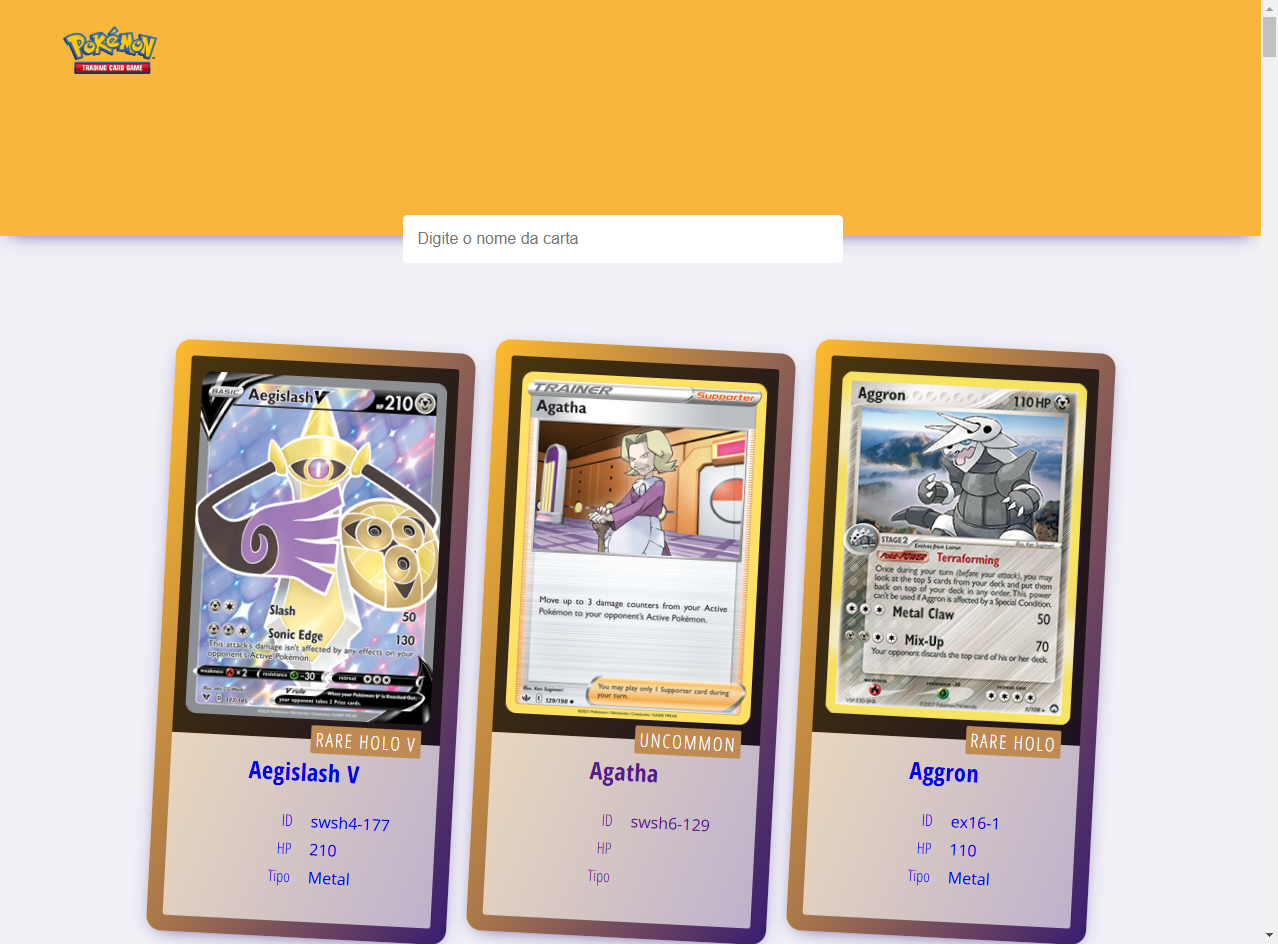 POKéMON
TRADING CARD GAME
Digite o nome da carta
BASIC
Aegislash V
HP 210
Slash
50
Sonic Edge
130
This attack's damage isn't affected by any effects on your
opponent's Active Pokémon.
weakness ×2 resistance -30 retreat
V rule
When your Pokémon V is Knocked Out,
your opponent takes 2 Prize cards.
177/185
RARE HOLO V
Aegislash V
ID swsh4-177
HP 210
Tipo Metal
TRAINER
Supporter
Agatha
Move up to 3 damage counters from your Active
Pokémon to your opponent's Active Pokémon.
You may play only 1 Supporter card during
your turn.
129/198
UNCOMMON
Agatha
ID swsh6-129
HP
Tipo
Aggron
110 HP
STAGE 2
Evolves from Lairon
POKé-POWER Terraforming
Once during your turn (before your attack), you may
look at the top 5 cards from your deck and put them
back on top of your deck in any order. This power
can't be used if Aggron is affected by a Special Condition.
Metal Claw
50
Mix-Up
70
Your opponent discards the top card of his or her deck.
weakness
resistance -30
retreat cost
RARE HOLO
Aggron
ID ex16-1
HP 110
Tipo Metal